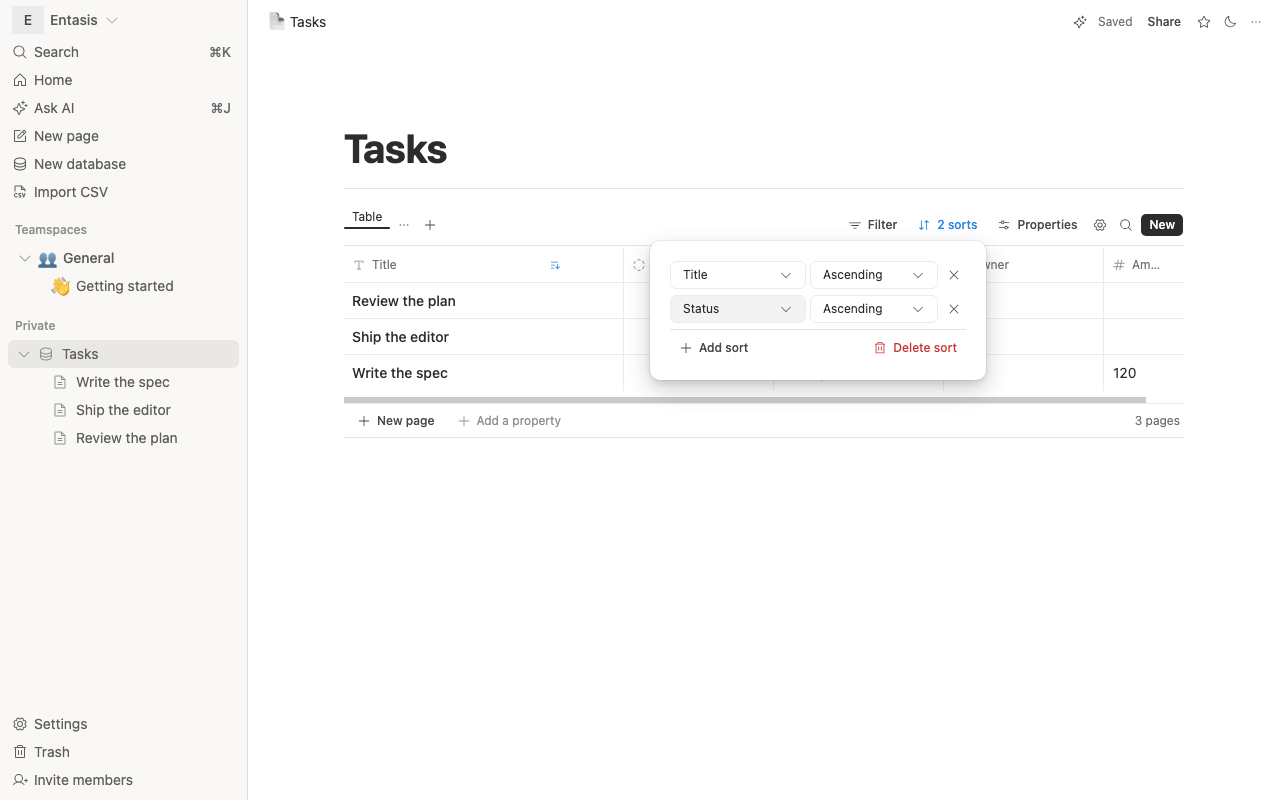 E Entasis
Search ⌘K
Home
Ask AI ⌘J
New page
New database
Import CSV
Teamspaces
General
Getting started
Private
Tasks
Write the spec
Ship the editor
Review the plan
Settings
Trash
Invite members
Tasks
Saved Share
Tasks
Table
Filter 2 sorts Properties New
Title Am...
Title Ascending
Status Ascending
Add sort Delete sort
Review the plan
Ship the editor
Write the spec 120
New page Add a property 3 pages